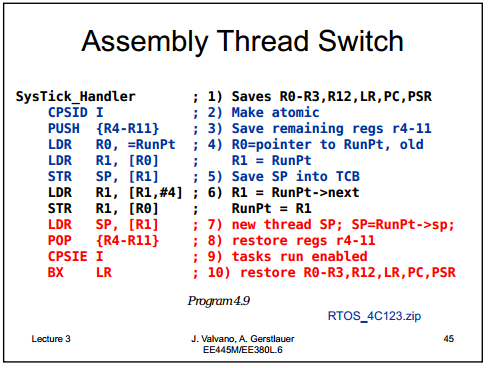 Assembly Thread Switch
SysTick_Handler ; 1) Saves R0-R3,R12,LR,PC,PSR
CPSID I ; 2) Make atomic
PUSH {R4-R11} ; 3) Save remaining regs r4-11
LDR R0, =RunPt ; 4) R0=pointer to RunPt, old
LDR R1, [R0] ; R1 = RunPt
STR SP, [R1] ; 5) Save SP into TCB
LDR R1, [R1,#4] ; 6) R1 = RunPt->next
STR R1, [R0] ; RunPt = R1
LDR SP, [R1] ; 7) new thread SP; SP=RunPt->sp;
POP {R4-R11} ; 8) restore regs r4-11
CPSIE I ; 9) tasks run enabled
BX LR ; 10) restore R0-R3,R12,LR,PC,PSR
Program 4.9
RTOS_4C123.zip
Lecture 3
J. Valvano, A. Gerstlauer
EE445M/EE380L.6
45